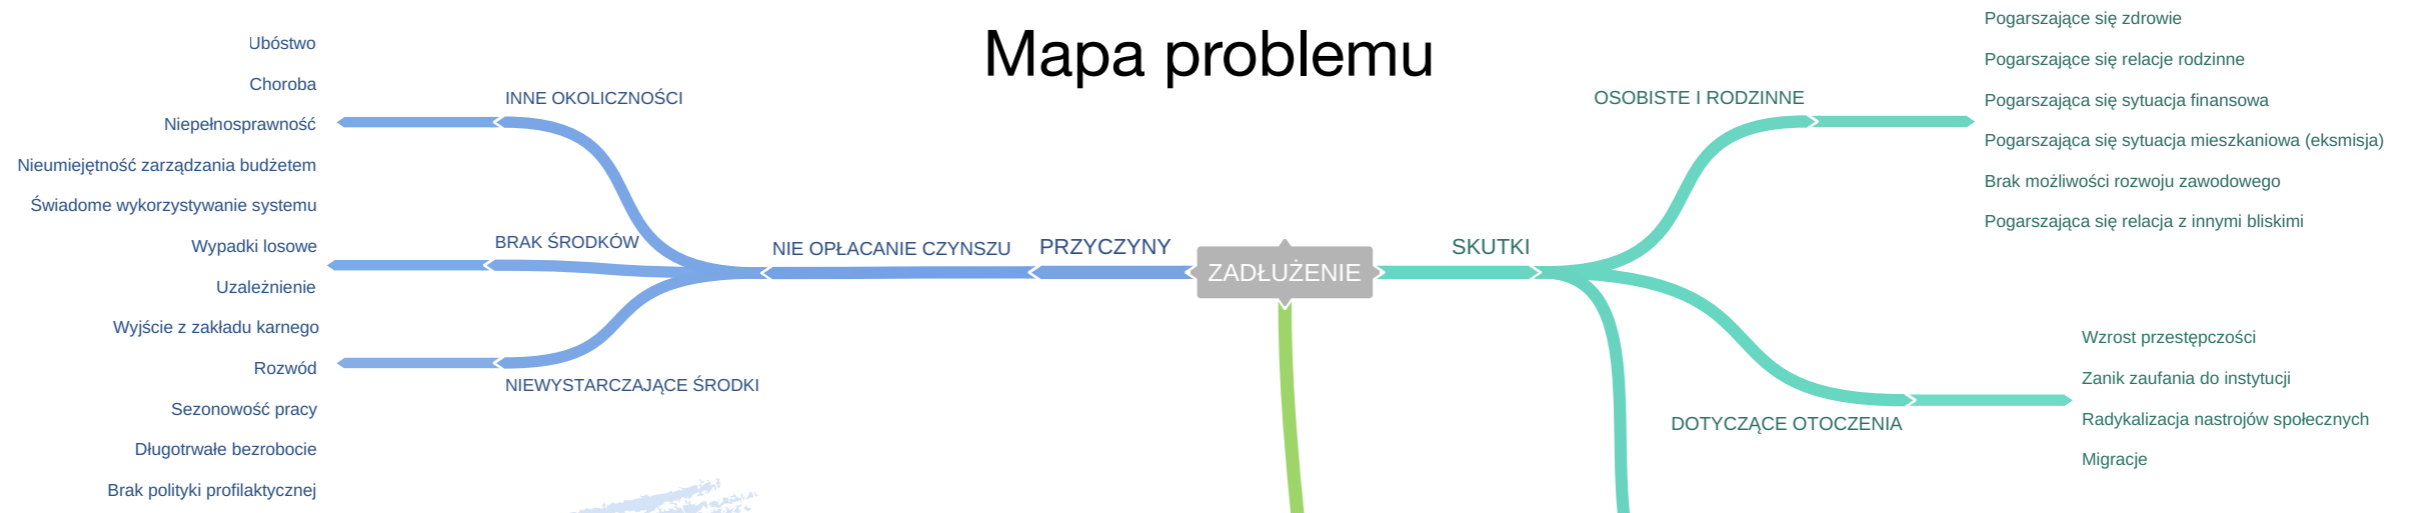 Mapa problemu
Ubóstwo
Choroba
Niepełnosprawność
Nieumiejętność zarządzania budżetem
Świadome wykorzystywanie systemu
Wypadki losowe
Uzależnienie
Wyjście z zakładu karnego
Rozwód
Sezonowość pracy
Długotrwałe bezrobocie
Brak polityki profilaktycznej
INNE OKOLICZNOŚCI
BRAK ŚRODKÓW
NIEWYSTARCZAJĄCE ŚRODKI
NIE OPŁACANIE CZYNSZU
PRZYCZYNY
ZADŁUŻENIE
SKUTKI
OSOBISTE I RODZINNE
Pogarszające się zdrowie
Pogarszające się relacje rodzinne
Pogarszająca się sytuacja finansowa
Pogarszająca się sytuacja mieszkaniowa (eksmisja)
Brak możliwości rozwoju zawodowego
Pogarszająca się relacja z innymi bliskimi
DOTYCZĄCE OTOCZENIA
Wzrost przestępczości
Zanik zaufania do instytucji
Radykalizacja nastrojów społecznych
Migracje